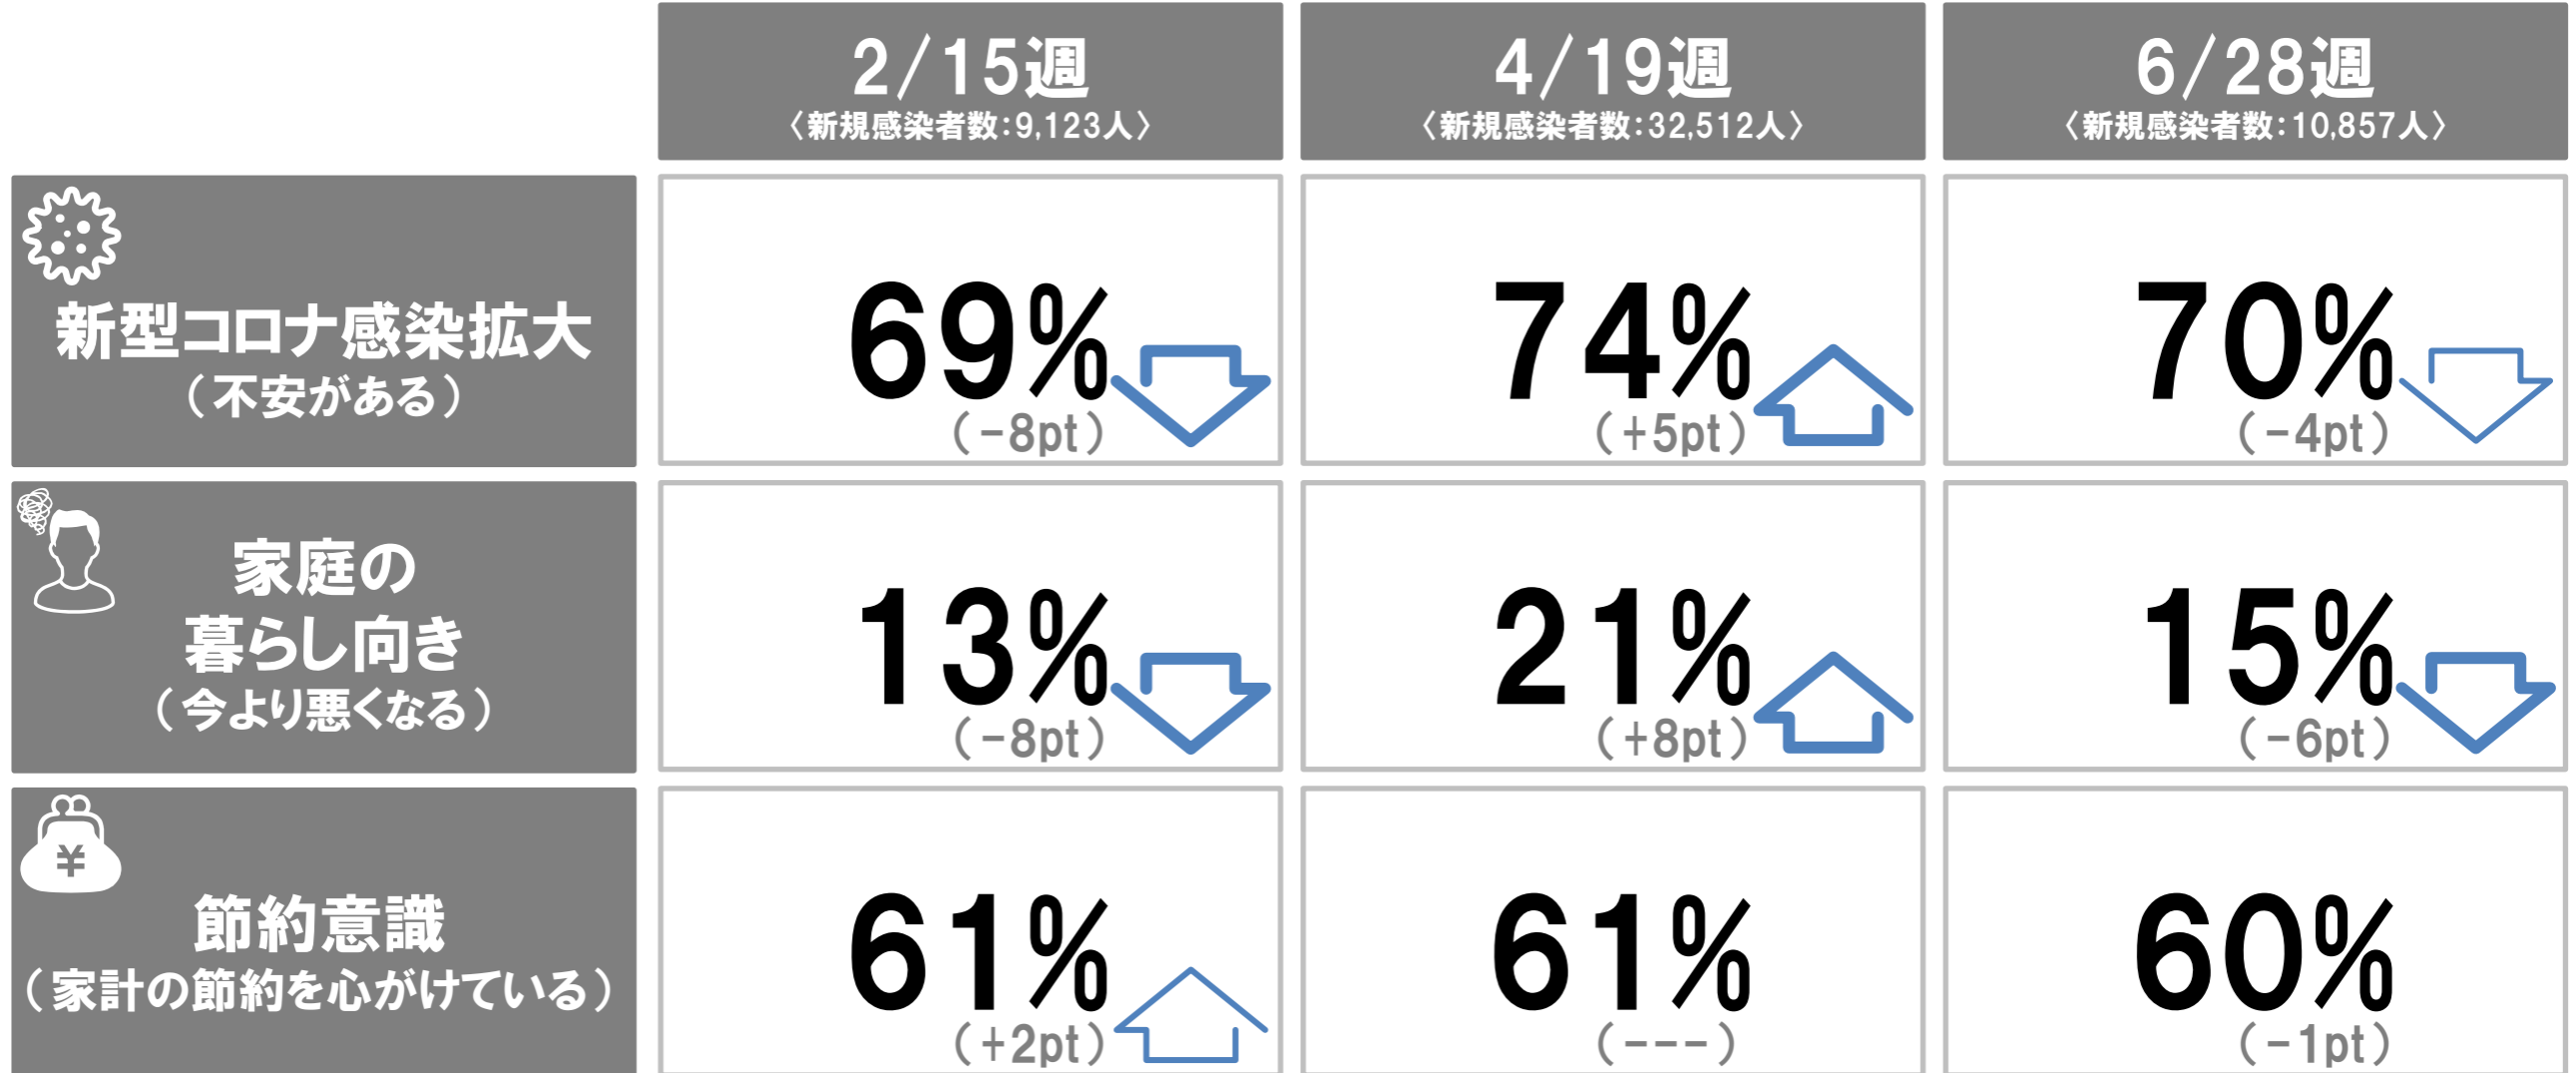 2/15週
〈新規感染者数：9,123人〉
4/19週
〈新規感染者数：32,512人〉
6/28週
〈新規感染者数：10,857人〉
新型コロナ感染拡大
（不安がある）
69%
（-8pt）
74%
（+5pt）
70%
（-4pt）
家庭の
暮らし向き
（今より悪くなる）
13%
（-8pt）
21%
（+8pt）
15%
（-6pt）
¥
節約意識
（家計の節約を心がけている）
61%
（+2pt）
61%
（---）
60%
（-1pt）